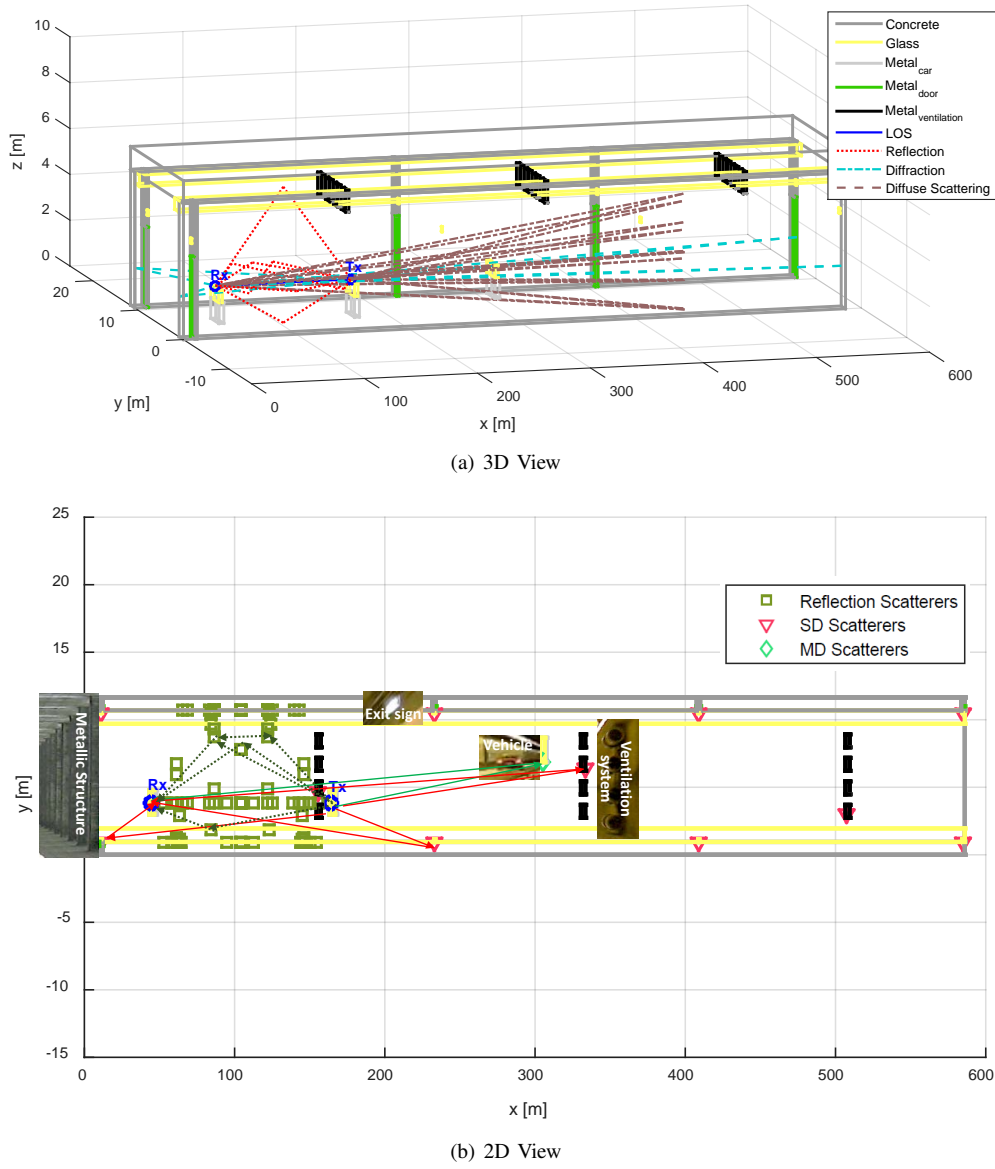 10
8
6
4
2
0
z [m]
20
10
0
-10
y [m]
Rx
Tx
0
100
200
300
400
500
600
x [m]
Concrete
Glass
Metal_car
Metal_door
Metal_ventilation
LOS
Reflection
Diffraction
Diffuse Scattering
(a) 3D View
25
20
15
10
5
0
-5
-10
-15
y [m]
Reflection Scatterers
SD Scatterers
MD Scatterers
Metallic Structure
Exit sign
Vehicle
Ventilation
system
Rx
Tx
0
100
200
300
400
500
600
x [m]
(b) 2D View